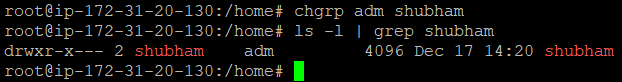 root@ip-172-31-20-130:/home# chgrp adm shubham
root@ip-172-31-20-130:/home# ls -l | grep shubham
drwxr-x--- 2 shubham    adm          4096 Dec 17 14:20 shubham
root@ip-172-31-20-130:/home#